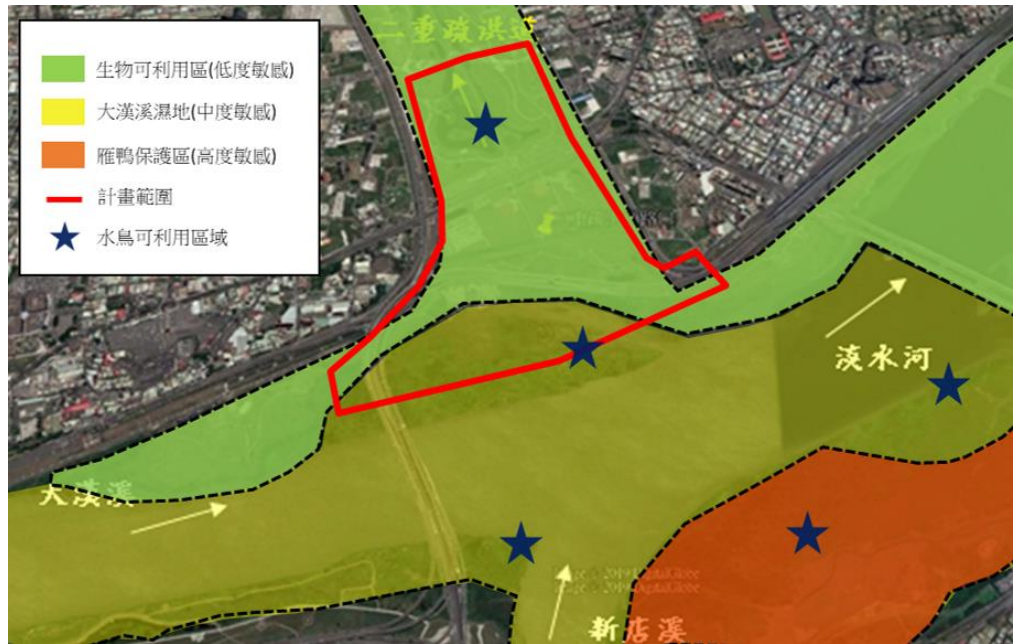 二重疏洪道
生物可利用區(低度敏感)
大漢溪濕地(中度敏感)
雁鴨保護區(高度敏感)
計畫範圍
水鳥可利用區域
淡水河
大漢溪
新店溪